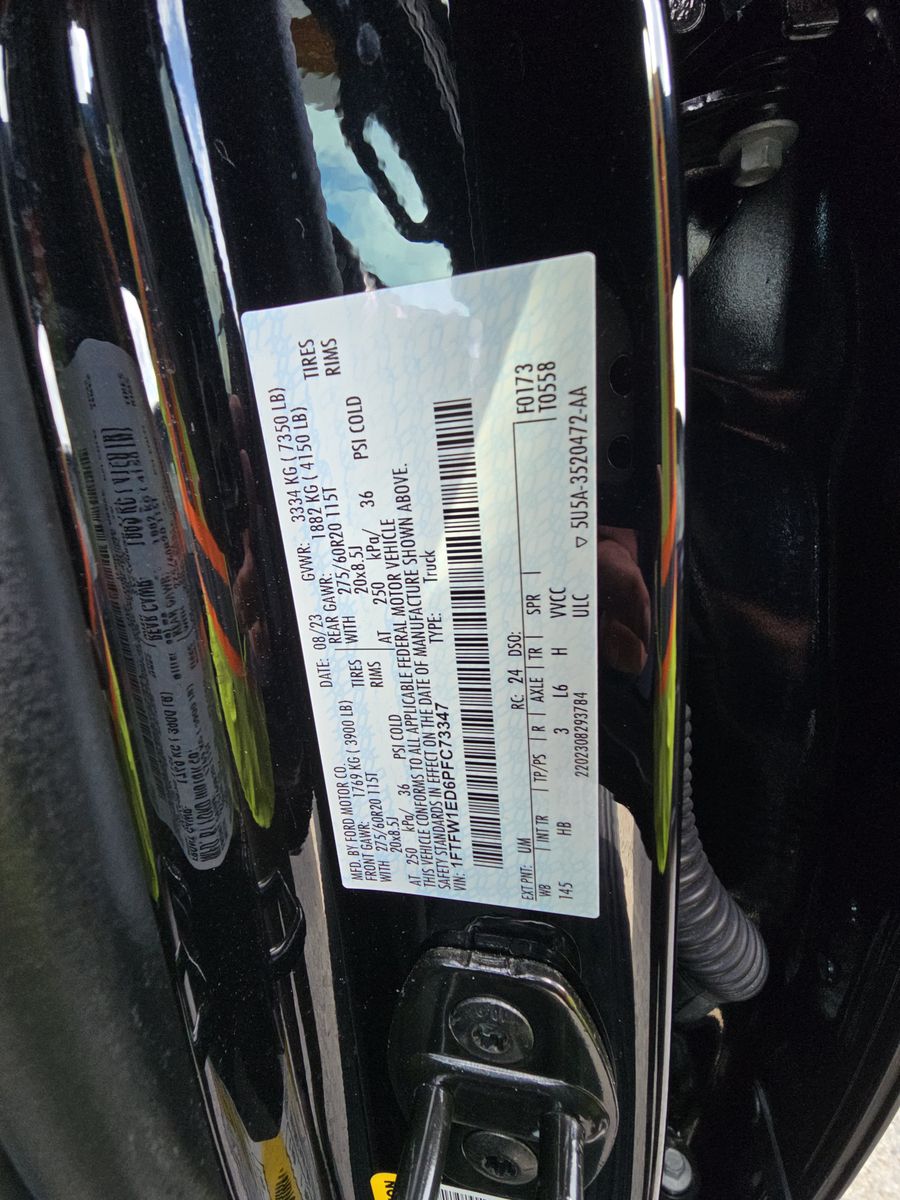 MFD. BY FORD MOTOR CO.
DATE: 08/23 GVWR: 3334 KG ( 7350 LB)
FRONT GAWR: 1769 KG ( 3900 LB) REAR GAWR: 1882 KG ( 4150 LB)
WITH 275/60R20 115T TIRES WITH 275/60R20 115T TIRES
20x8.5J RIMS 20x8.5J RIMS
AT 250 kPa/ 36 PSI COLD AT 250 kPa/ 36 PSI COLD
THIS VEHICLE CONFORMS TO ALL APPLICABLE FEDERAL MOTOR VEHICLE
SAFETY STANDARDS IN EFFECT ON THE DATE OF MANUFACTURE SHOWN ABOVE.
VIN: 1FTFW1ED6PFC73347 TYPE: Truck
F0173
T0558
EXT PNT: UM RC: 24 DSO:
WB INT TR TP/PS R AXLE TR SPR
145 HB 3 L6 H VVCC
220230829378​4 ULC
▽ 5U5A-3520472-AA